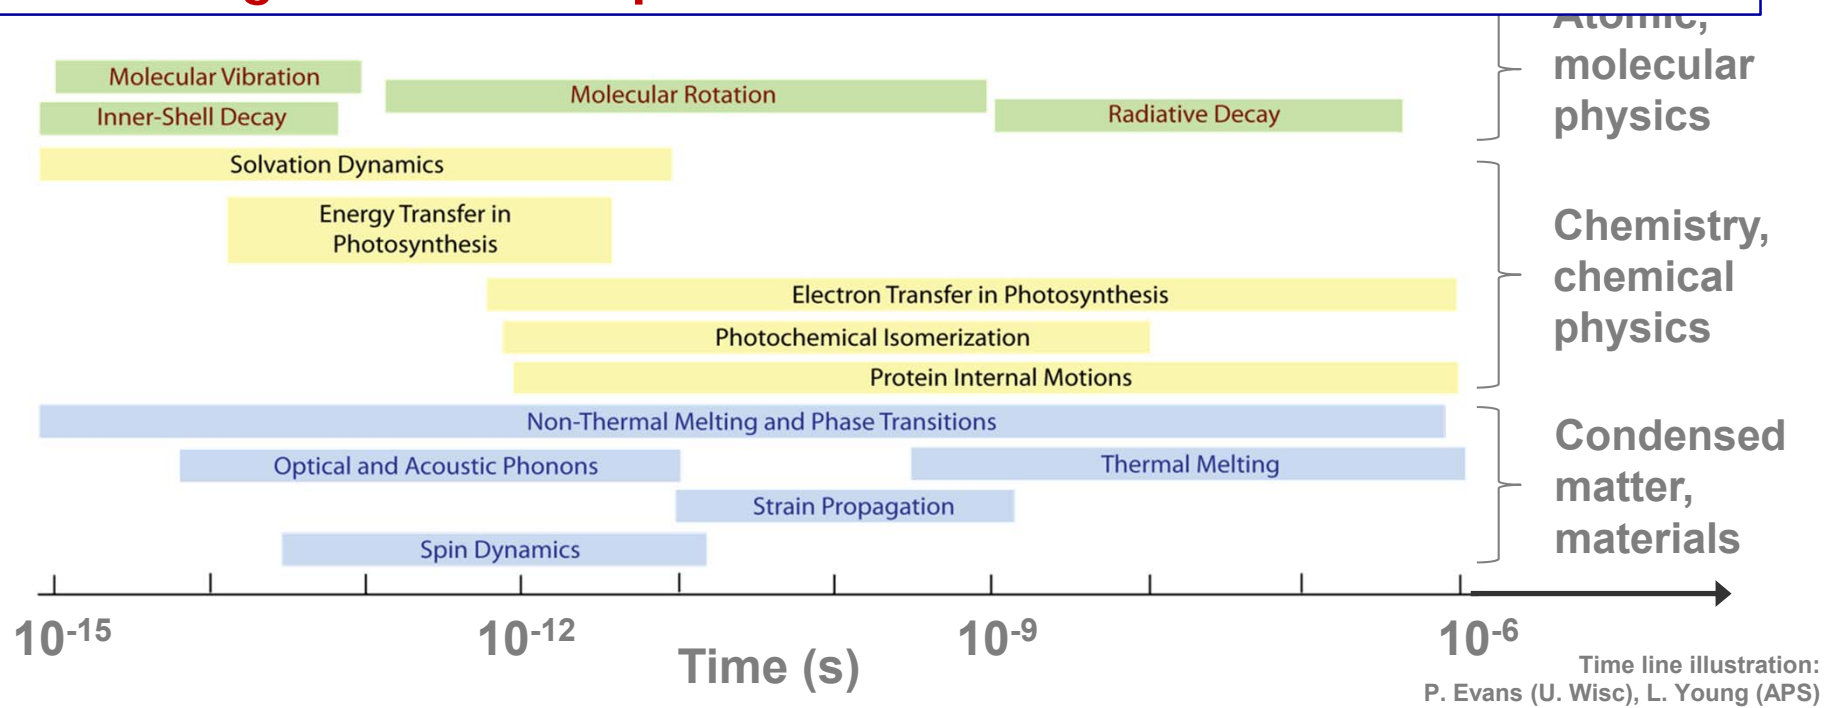 Atomic,
molecular
physics
Molecular Vibration
Molecular Rotation
Inner-Shell Decay
Radiative Decay
Solvation Dynamics
Energy Transfer in
Photosynthesis
Chemistry,
chemical
physics
Electron Transfer in Photosynthesis
Photochemical Isomerization
Protein Internal Motions
Non-Thermal Melting and Phase Transitions
Condensed
matter,
materials
Optical and Acoustic Phonons
Thermal Melting
Strain Propagation
Spin Dynamics
10-15
10-12
10-9
10-6
Time (s)
Time line illustration:
P. Evans (U. Wisc), L. Young (APS)